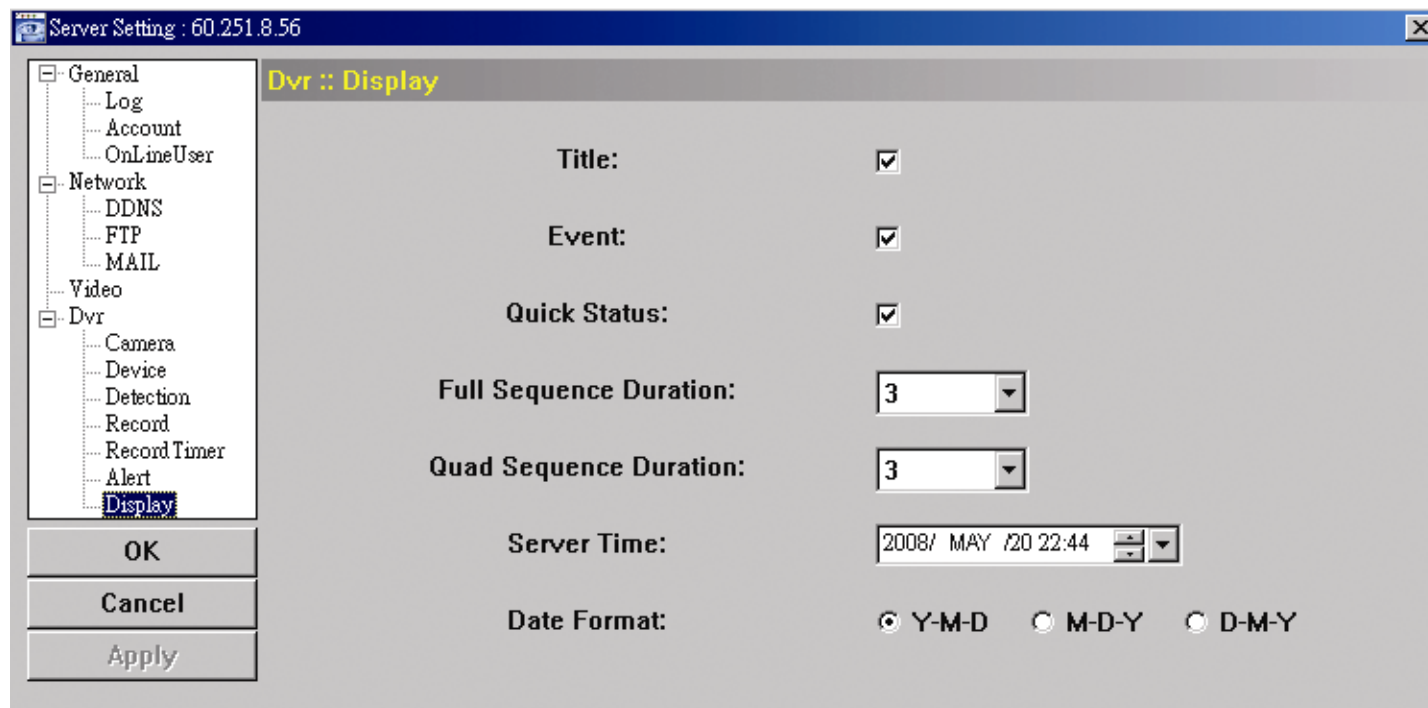 Server Setting : 60.251.8.56
General
Log
Account
OnLineUser
Network
DDNS
FTP
MAIL
Video
Dvr
Camera
Device
Detection
Record
Record Timer
Alert
Display
OK
Cancel
Apply
Dvr :: Display
Title:
Event:
Quick Status:
Full Sequence Duration: 3
Quad Sequence Duration: 3
Server Time: 2008/ MAY /20 22:44
Date Format: Y-M-D M-D-Y D-M-Y